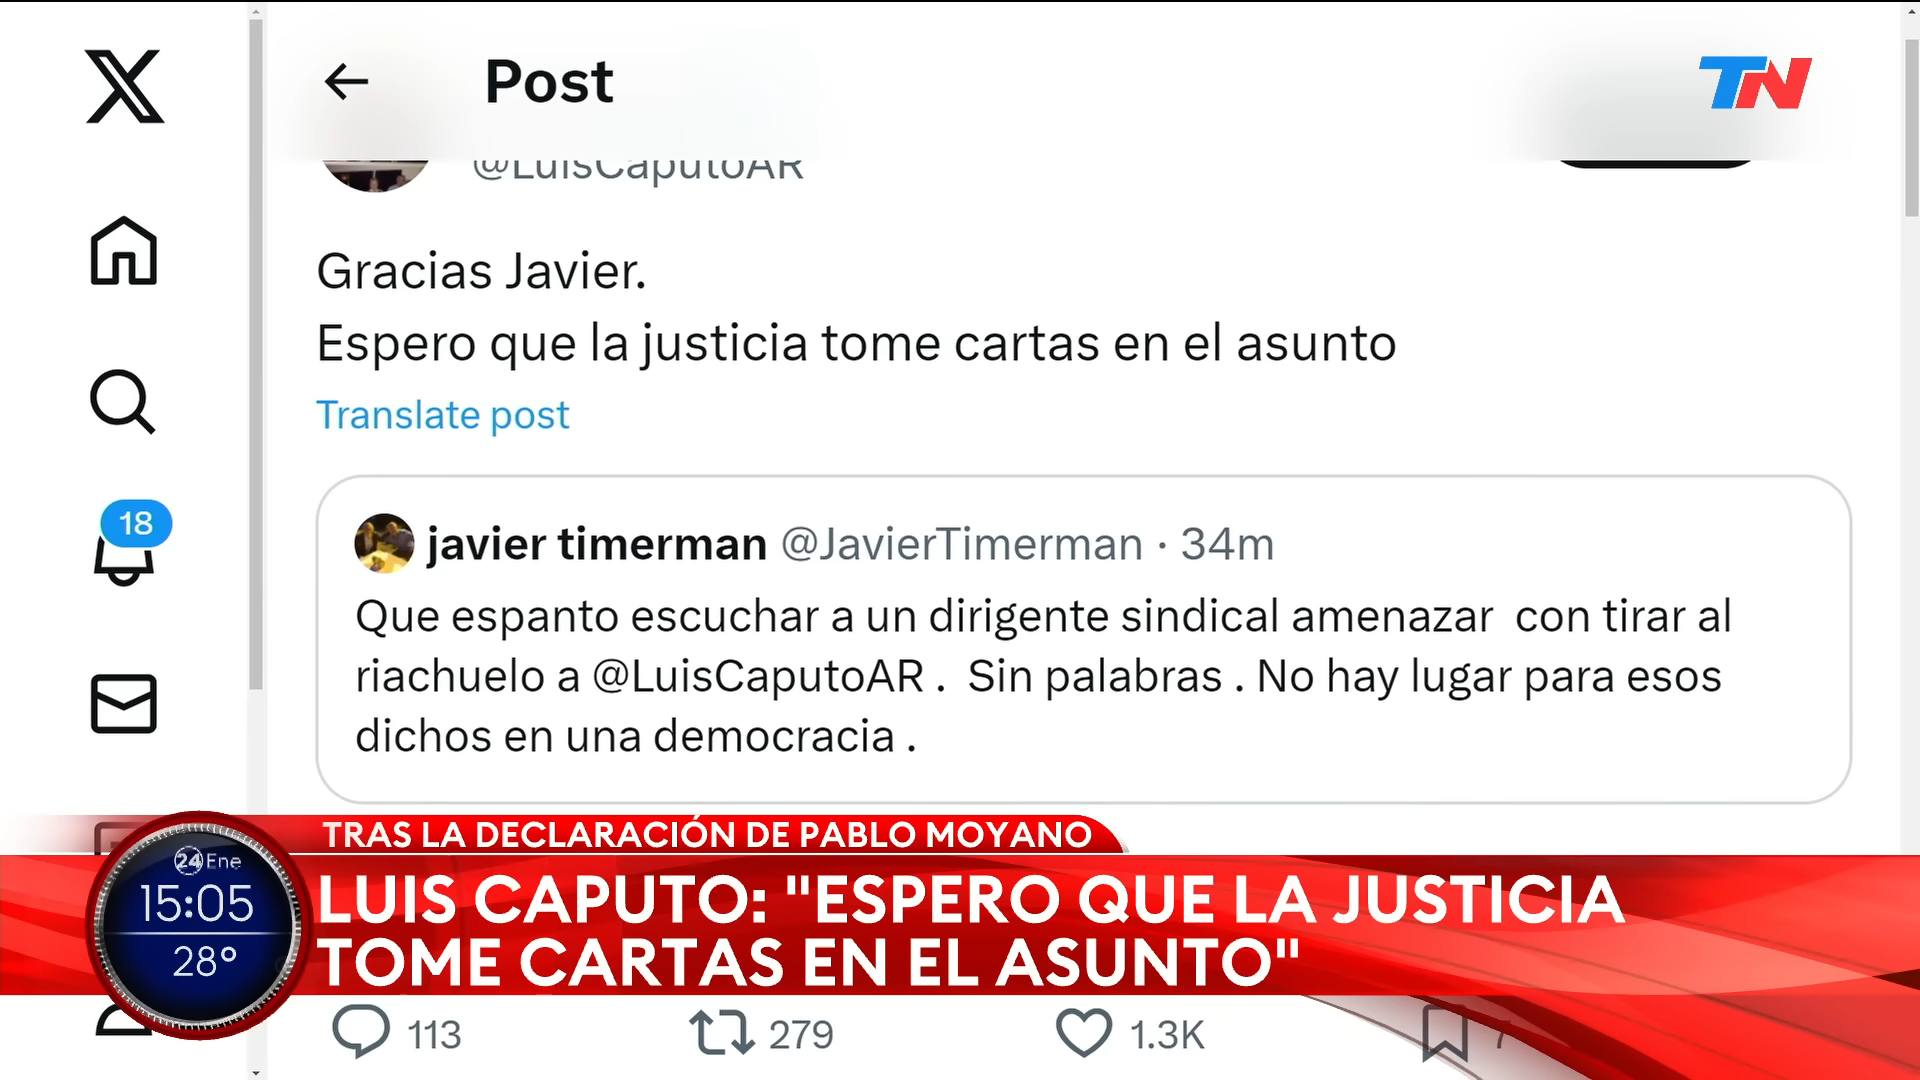 Post
TN
@LuisCaputoAR
Gracias Javier.
Espero que la justicia tome cartas en el asunto
Translate post
18
javier timerman @JavierTimerman · 34m
Que espanto escuchar a un dirigente sindical amenazar  con tirar al
riachuelo a @LuisCaputoAR .  Sin palabras . No hay lugar para esos
dichos en una democracia .
TRAS LA DECLARACIÓN DE PABLO MOYANO
LUIS CAPUTO: "ESPERO QUE LA JUSTICIA
TOME CARTAS EN EL ASUNTO"
24 Ene
15:05
28°
113
279
1.3K
7